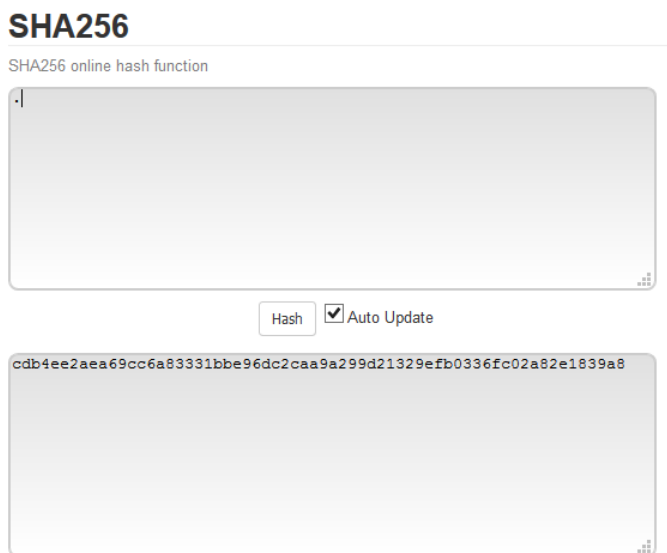 SHA256
SHA256 online hash function
.
Hash Auto Update
cdb4ee2aea69cc6a83331bbe96dc2caa9a299d21329efb0336fc02a82e1839a8